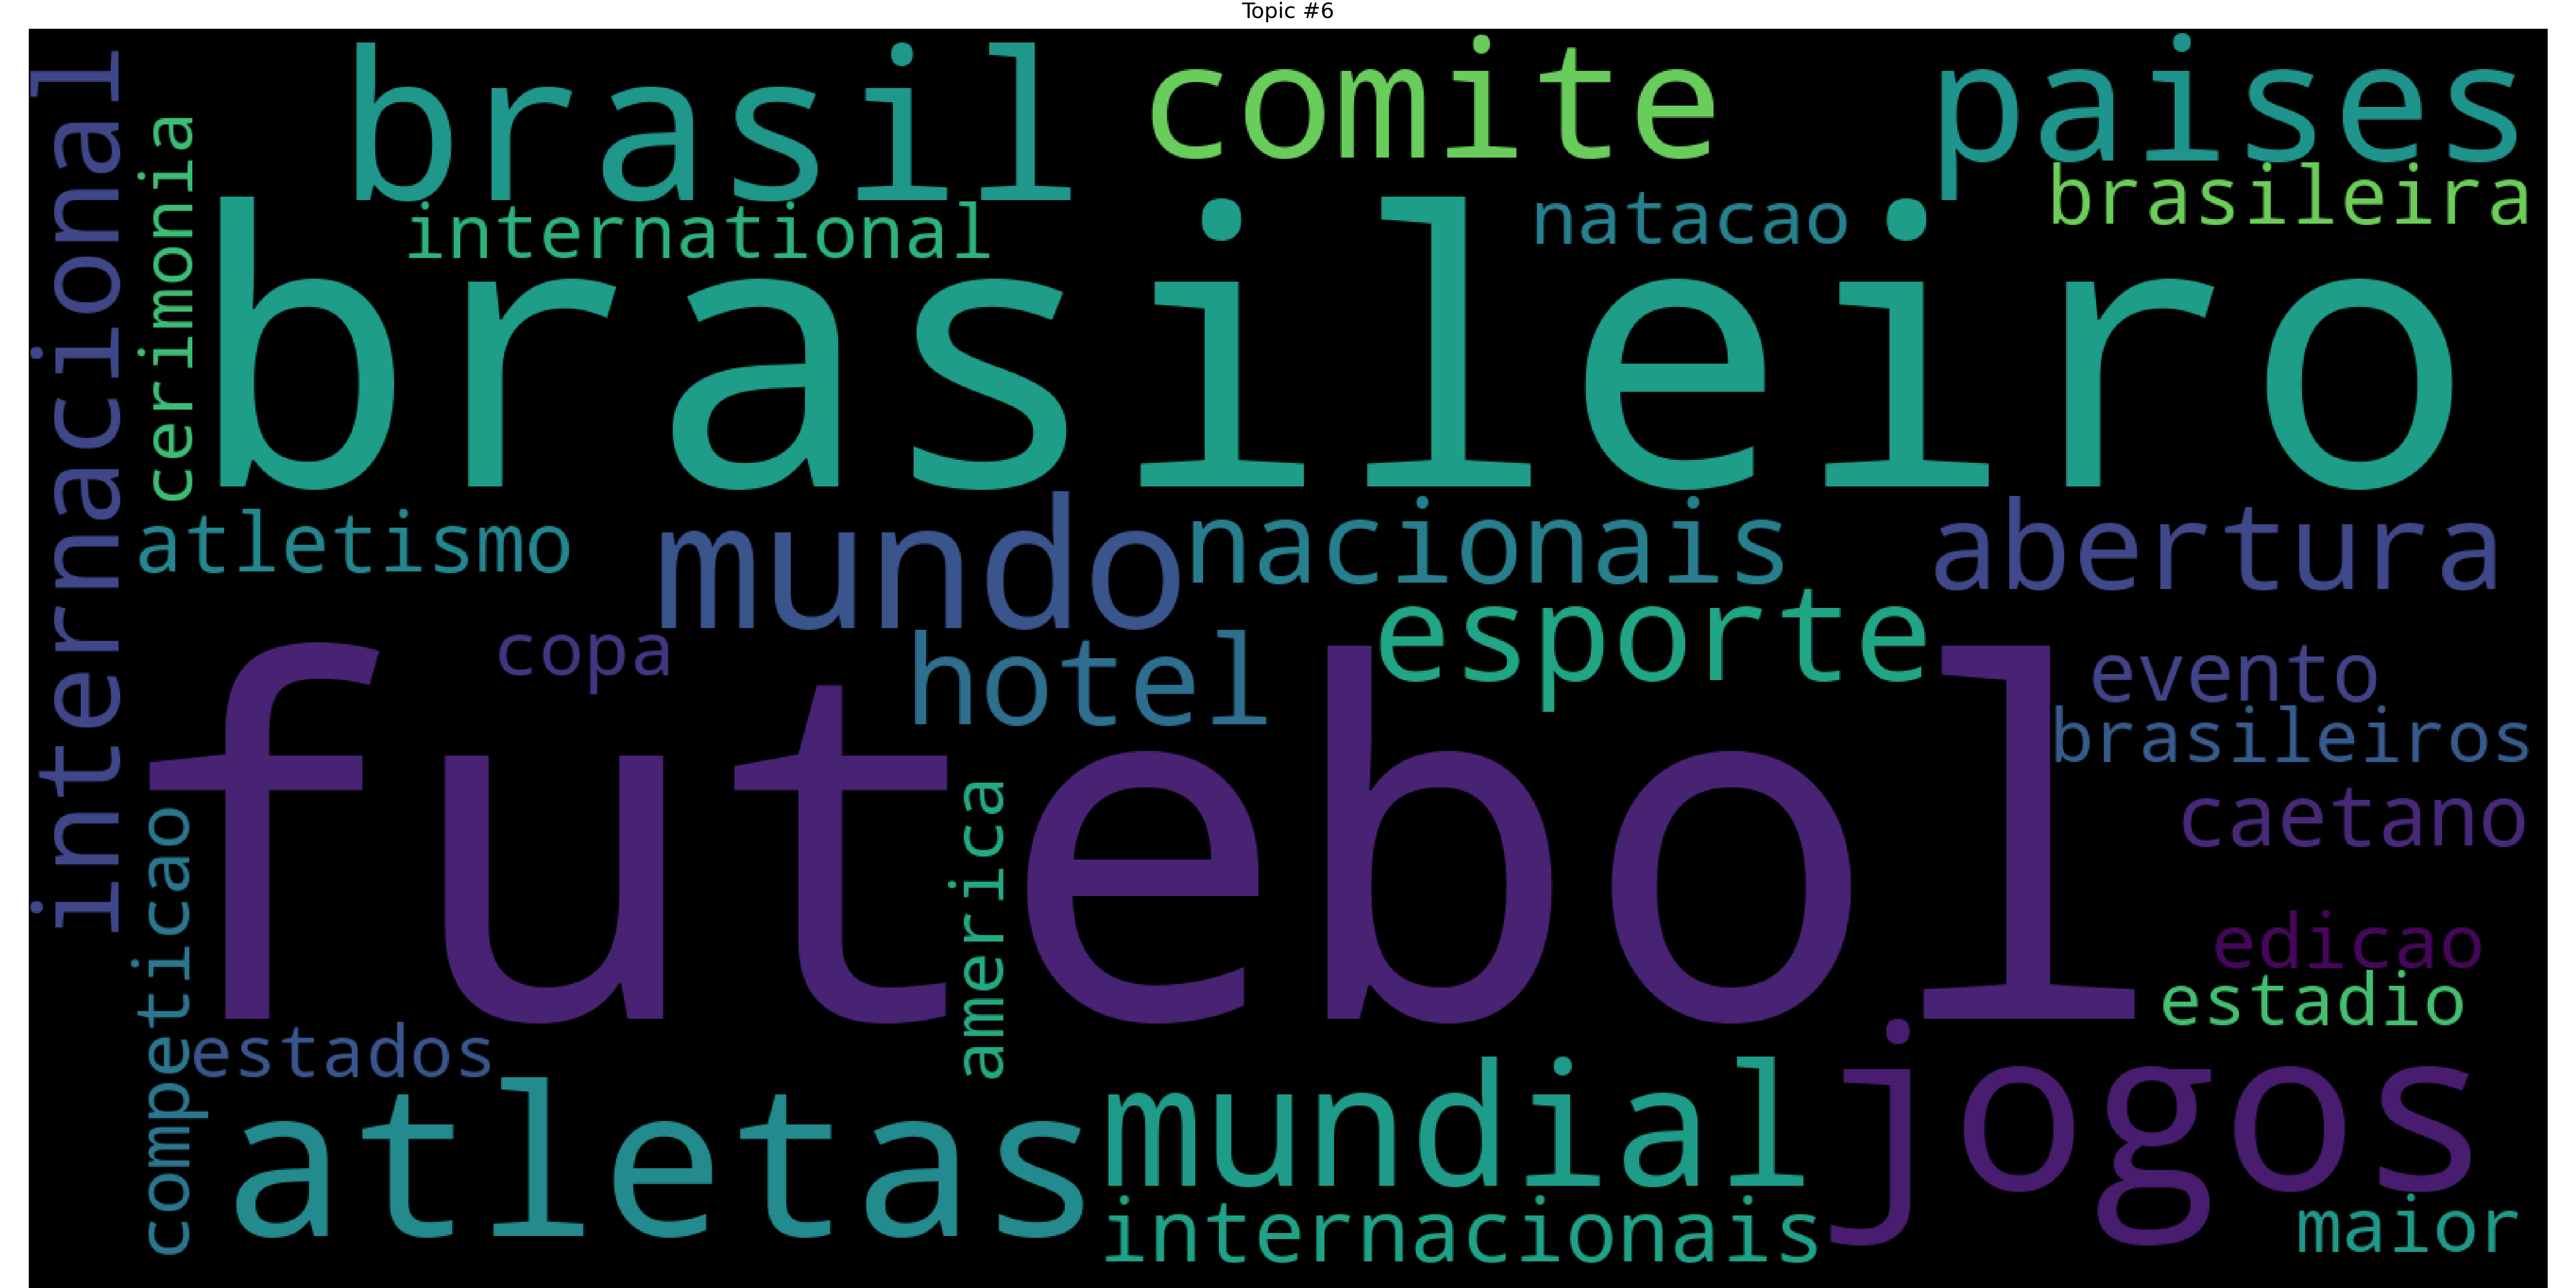 Topic #6
internacional
cerimonia
brasil
comite
paises
international
natacao
brasileira
brasileiro
atletismo
mundo
nacionais
abertura
copa
hotel
esporte
evento
brasileiros
futebol
caetano
america
competicao
edicao
estadio
estados
atletas
mundial
jogos
internacionais
maior